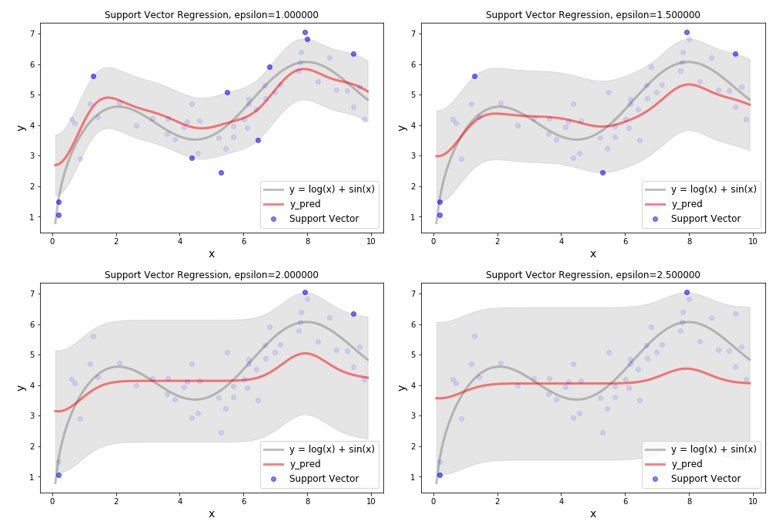 Support Vector Regression, epsilon=1.000000
7
6
5
4
3
2
1
y
y = log(x) + sin(x)
y_pred
Support Vector
0 2 4 6 8 10
x
Support Vector Regression, epsilon=1.500000
7
6
5
4
3
2
1
y
y = log(x) + sin(x)
y_pred
Support Vector
0 2 4 6 8 10
x
Support Vector Regression, epsilon=2.000000
7
6
5
4
3
2
1
y
y = log(x) + sin(x)
y_pred
Support Vector
0 2 4 6 8 10
x
Support Vector Regression, epsilon=2.500000
7
6
5
4
3
2
1
y
y = log(x) + sin(x)
y_pred
Support Vector
0 2 4 6 8 10
x